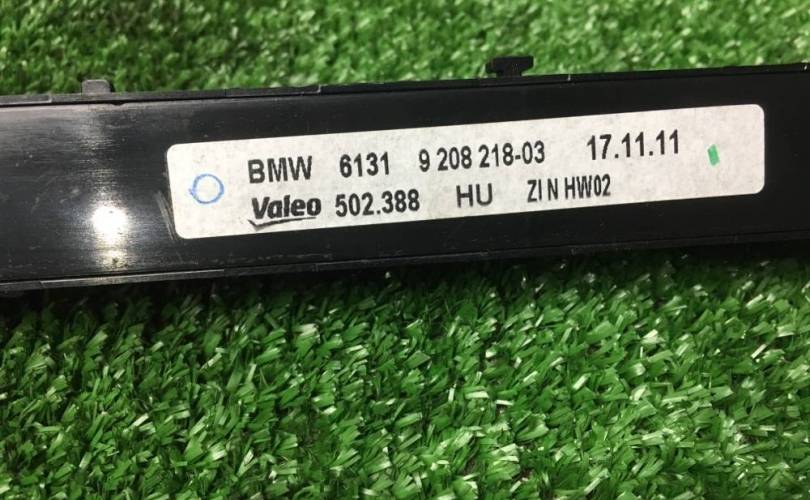 BMW 6131 9 208 218-03 17.11.11
Valeo 502.388 HU ZI N HW02